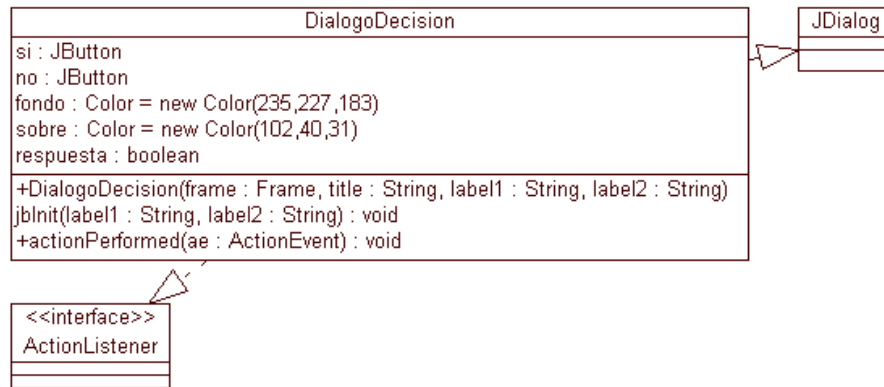 DialogoDecision
si : JButton
no : JButton
fondo : Color = new Color(235,227,183)
sobre : Color = new Color(102,40,31)
respuesta : boolean
+DialogoDecision(frame : Frame, title : String, label1 : String, label2 : String)
jbInit(label1 : String, label2 : String) : void
+actionPerformed(ae : ActionEvent) : void
JDialog
<<interface>>
ActionListener